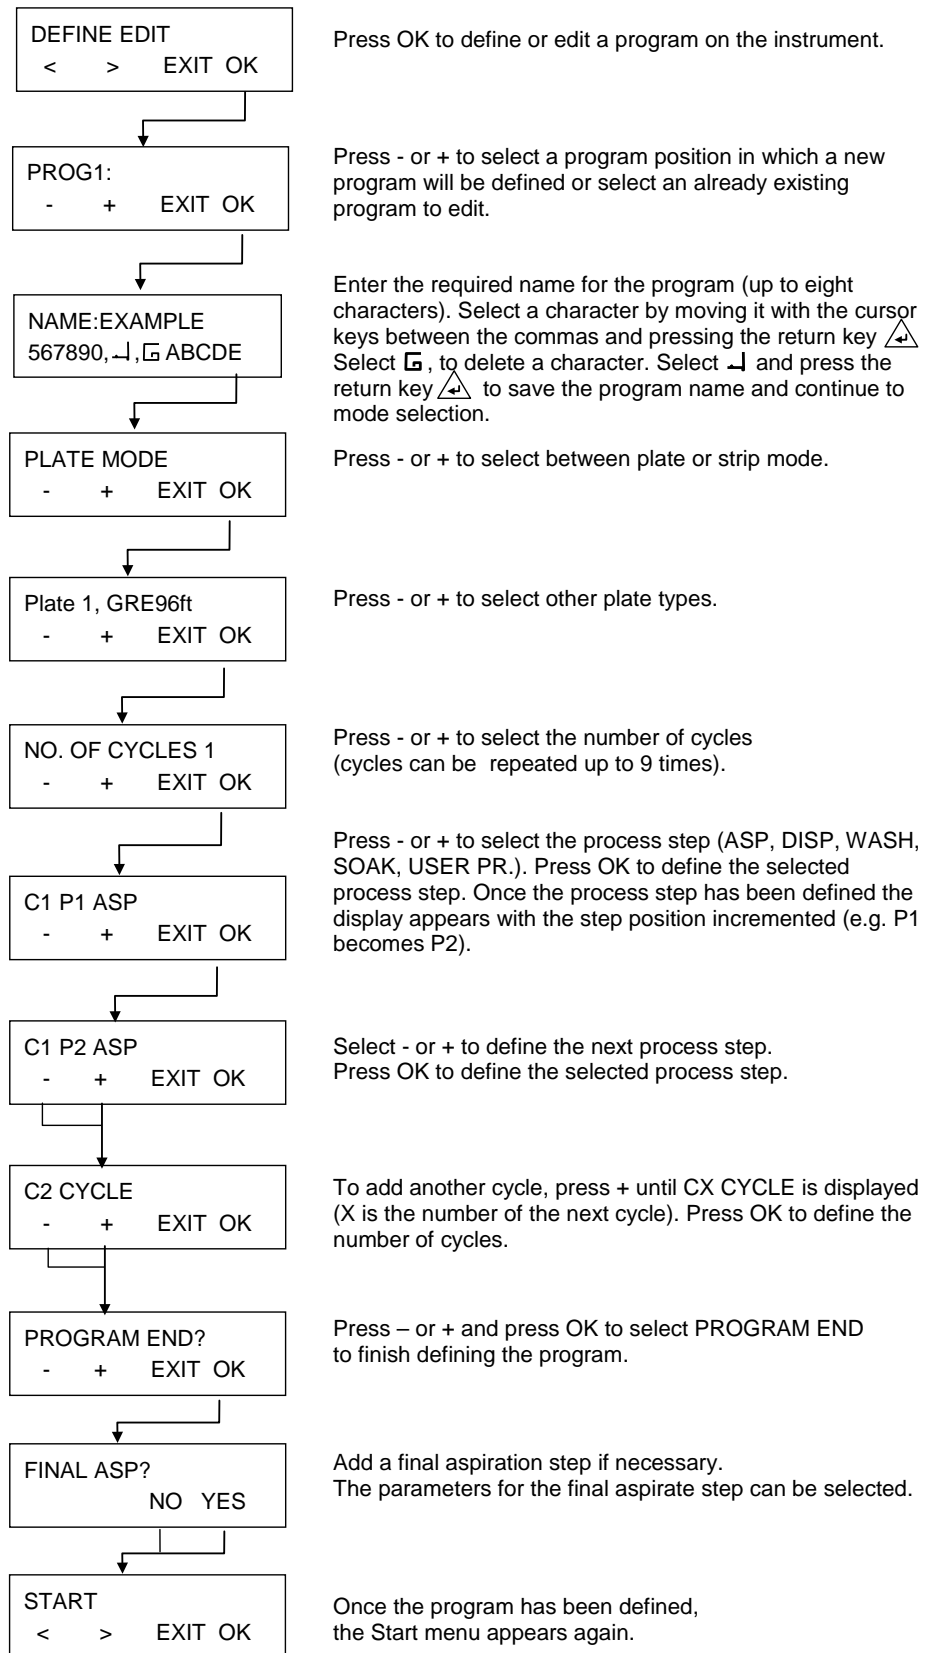 DEFINE EDIT
< > EXIT OK
Press OK to define or edit a program on the instrument.
PROG1:
- + EXIT OK
Press - or + to select a program position in which a new
program will be defined or select an already existing
program to edit.
NAME:EXAMPLE
567890,⏎,G ABCDE
Enter the required name for the program (up to eight
characters). Select a character by moving it with the cursor
keys between the commas and pressing the return key
Select G, to delete a character. Select ⏎ and press the
return key to save the program name and continue to
mode selection.
PLATE MODE
- + EXIT OK
Press - or + to select between plate or strip mode.
Plate 1, GRE96ft
- + EXIT OK
Press - or + to select other plate types.
NO. OF CYCLES 1
- + EXIT OK
Press - or + to select the number of cycles
(cycles can be repeated up to 9 times).
C1 P1 ASP
- + EXIT OK
Press - or + to select the process step (ASP, DISP, WASH,
SOAK, USER PR.). Press OK to define the selected
process step. Once the process step has been defined the
display appears with the step position incremented (e.g. P1
becomes P2).
C1 P2 ASP
- + EXIT OK
Select - or + to define the next process step.
Press OK to define the selected process step.
C2 CYCLE
- + EXIT OK
To add another cycle, press + until CX CYCLE is displayed
(X is the number of the next cycle). Press OK to define the
number of cycles.
PROGRAM END?
- + EXIT OK
Press – or + and press OK to select PROGRAM END
to finish defining the program.
FINAL ASP?
NO YES
Add a final aspiration step if necessary.
The parameters for the final aspirate step can be selected.
START
< > EXIT OK
Once the program has been defined,
the Start menu appears again.